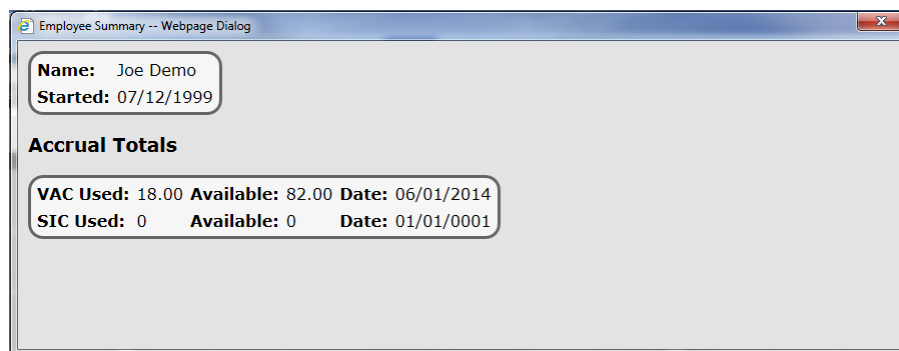 Employee Summary -- Webpage Dialog
x
Name: Joe Demo
Started: 07/12/1999
Accrual Totals
VAC Used: 18.00 Available: 82.00 Date: 06/01/2014
SIC Used: 0 Available: 0 Date: 01/01/0001